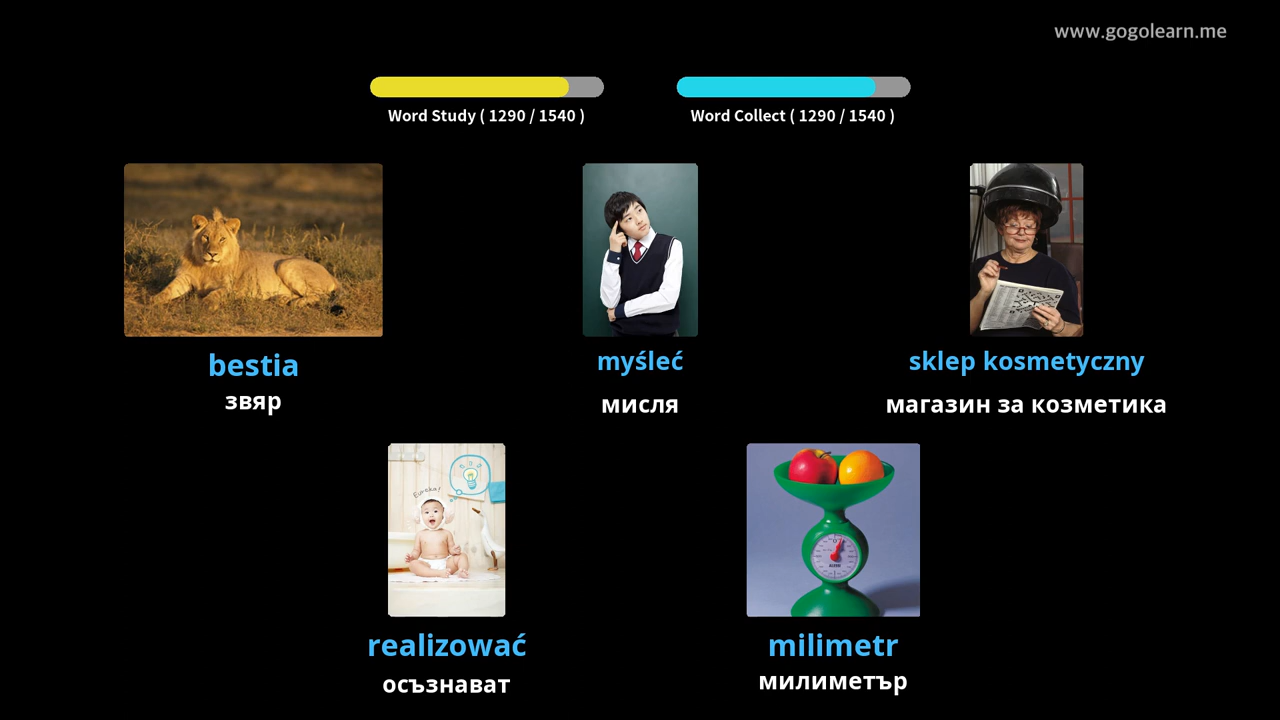 www.gogolearn.me
Word Study ( 1290 / 1540 )
Word Collect ( 1290 / 1540 )
bestia
звяр
myśleć
мисля
sklep kosmetyczny
магазин за козметика
Eureka!
realizować
осъзнават
milimetr
милиметър